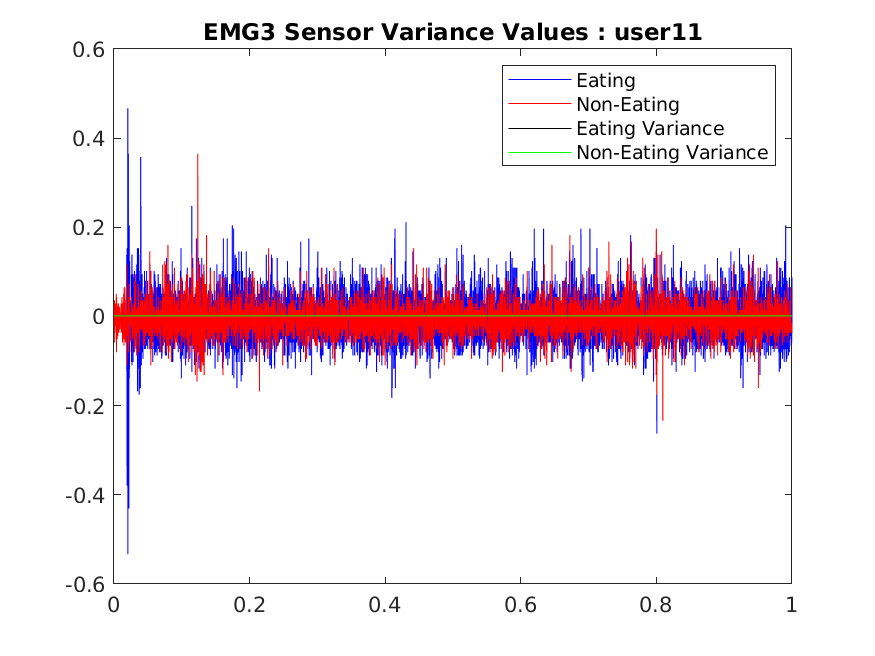 EMG3 Sensor Variance Values : user11
0.6
Eating
Non-Eating
Eating Variance
Non-Eating Variance
0.4
0.2
0
-0.2
-0.4
-0.6
0 0.2 0.4 0.6 0.8 1